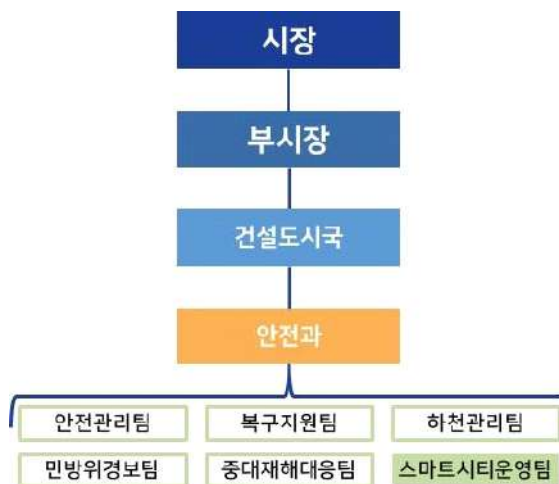 시장
부시장
건설도시국
안전과
안전관리팀 복구지원팀 하천관리팀
민방위경보팀 중대재해대응팀 스마트시티운영팀